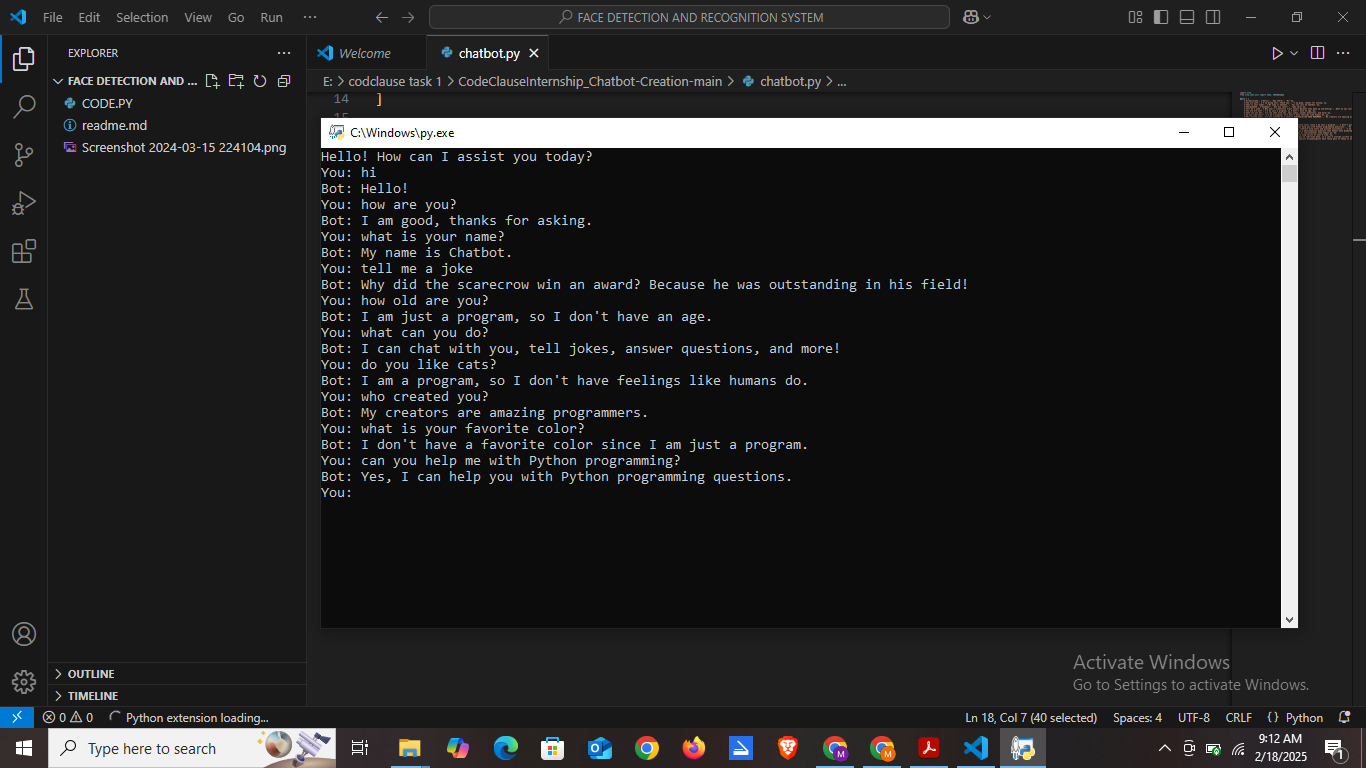 File Edit Selection View Go Run ··· FACE DETECTION AND RECOGNITION SYSTEM
EXPLORER ···
Welcome
chatbot.py
FACE DETECTION AND ...
CODE.PY
readme.md
Screenshot 2024-03-15 224104.png
E: > codclause task 1 > CodeClauseInternship_Chatbot-Creation-main > chatbot.py > ...
14 ]
C:\Windows\py.exe
Hello! How can I assist you today?
You: hi
Bot: Hello!
You: how are you?
Bot: I am good, thanks for asking.
You: what is your name?
Bot: My name is Chatbot.
You: tell me a joke
Bot: Why did the scarecrow win an award? Because he was outstanding in his field!
You: how old are you?
Bot: I am just a program, so I don't have an age.
You: what can you do?
Bot: I can chat with you, tell jokes, answer questions, and more!
You: do you like cats?
Bot: I am a program, so I don't have feelings like humans do.
You: who created you?
Bot: My creators are amazing programmers.
You: what is your favorite color?
Bot: I don't have a favorite color since I am just a program.
You: can you help me with Python programming?
Bot: Yes, I can help you with Python programming questions.
You:
Activate Windows
Go to Settings to activate Windows.
OUTLINE
TIMELINE
0 0 Python extension loading... Ln 18, Col 7 (40 selected) Spaces: 4 UTF-8 CRLF {} Python
Type here to search
9:12 AM
2/18/2025
1